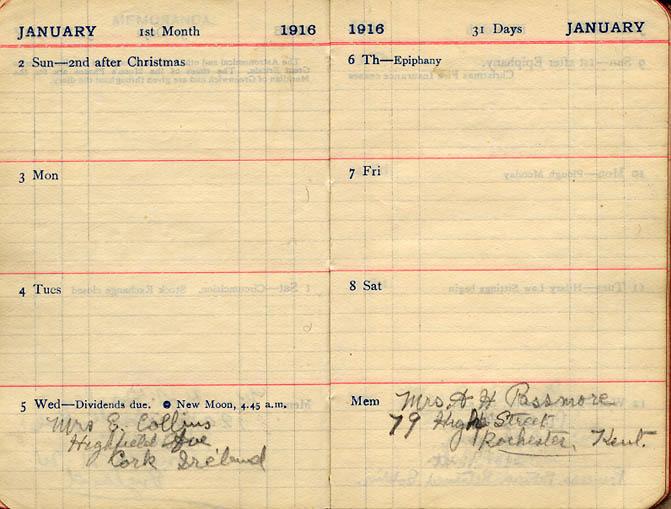 JANUARY 1st Month 1916
2 Sun—2nd after Christmas
3 Mon
4 Tues
5 Wed—Dividends due. ● New Moon, 4.45 a.m.
Mrs E. Collins
Highfield Ave
Cork Ireland
1916 31 Days JANUARY
6 Th—Epiphany
7 Fri
8 Sat
Mem Mrs A H Passmore
79 High Street
Rochester, Kent.